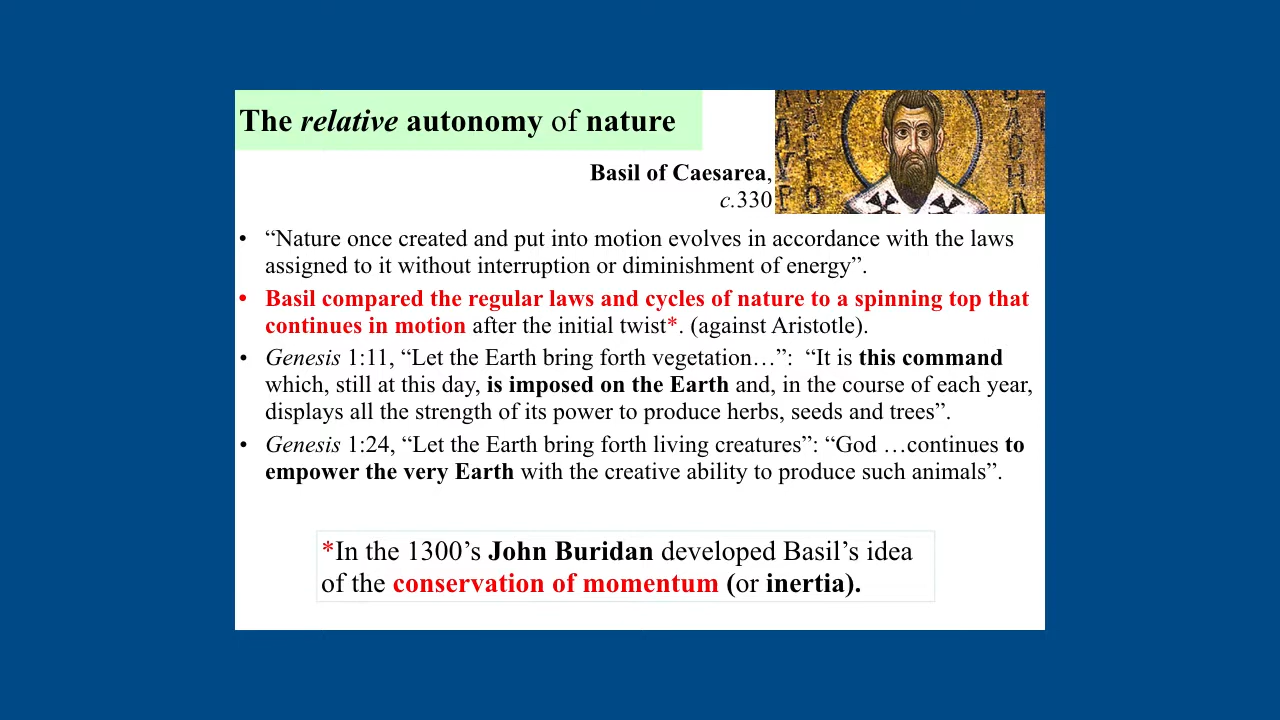 The relative autonomy of nature
Basil of Caesarea,
c.330
• “Nature once created and put into motion evolves in accordance with the laws
assigned to it without interruption or diminishment of energy”.
• Basil compared the regular laws and cycles of nature to a spinning top that
continues in motion after the initial twist*. (against Aristotle).
• Genesis 1:11, “Let the Earth bring forth vegetation…”:  “It is this command
which, still at this day, is imposed on the Earth and, in the course of each year,
displays all the strength of its power to produce herbs, seeds and trees”.
• Genesis 1:24, “Let the Earth bring forth living creatures”: “God …continues to
empower the very Earth with the creative ability to produce such animals”.
*In the 1300’s John Buridan developed Basil’s idea
of the conservation of momentum (or inertia).